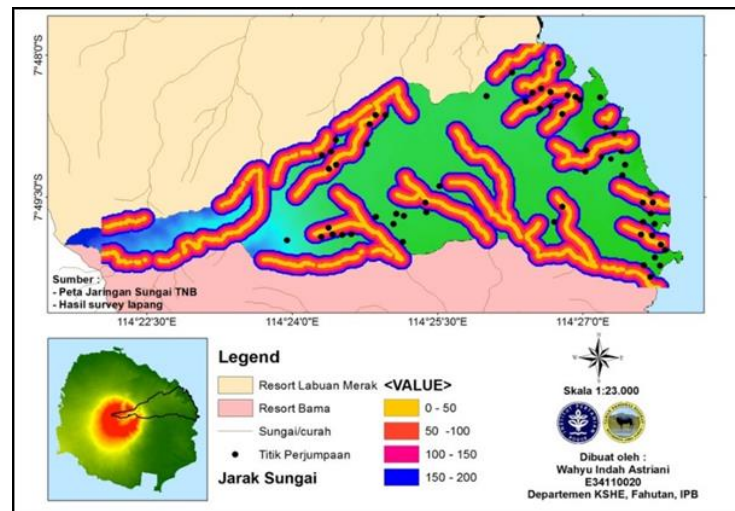 7°48'0"S
7°49'30"S
Sumber :
- Peta Jaringan Sungai TNB
- Hasil survey lapang
114°22'30"E
114°24'0"E
114°25'30"E
114°27'0"E
Legend
Resort Labuan Merak
Resort Bama
Sungai/curah
Titik Perjumpaan
Jarak Sungai
<VALUE>
0 - 50
50 -100
100 - 150
150 - 200
Skala 1:23.000
Dibuat oleh :
Wahyu Indah Astriani
E34110020
Departemen KSHE, Fahutan, IPB